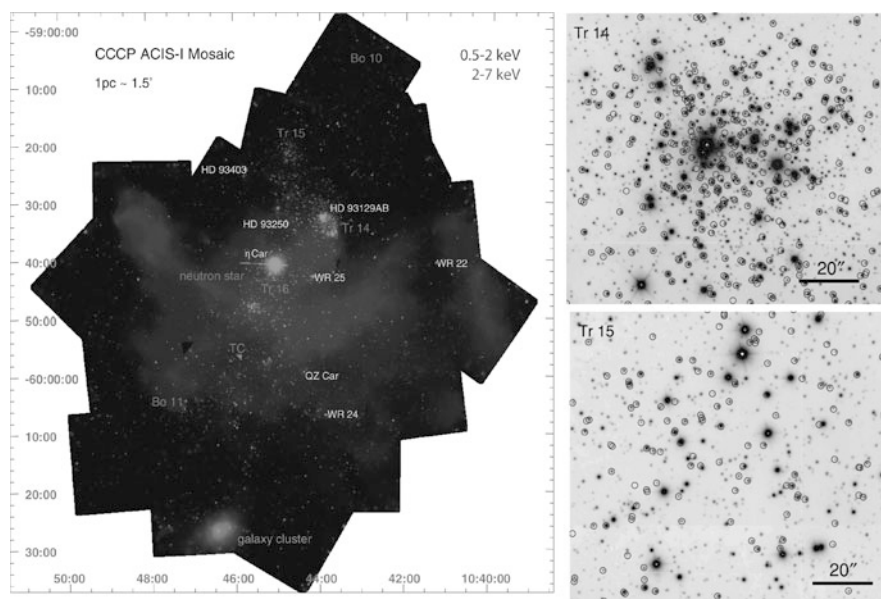 -59:00:00
10:00
20:00
30:00
40:00
50:00
-60:00:00
10:00
20:00
30:00
50:00
48:00
46:00
44:00
42:00
10:40:00
CCCP ACIS-I Mosaic
1pc ~ 1.5′
0.5-2 keV
2-7 keV
Bo 10
Tr 15
HD 93403
HD 93129AB
HD 93250
Tr 14
ηCar
neutron star
WR 25
WR 22
Tr 16
TC
QZ Car
Bo 11
WR 24
galaxy cluster
Tr 14
20″
Tr 15
20″